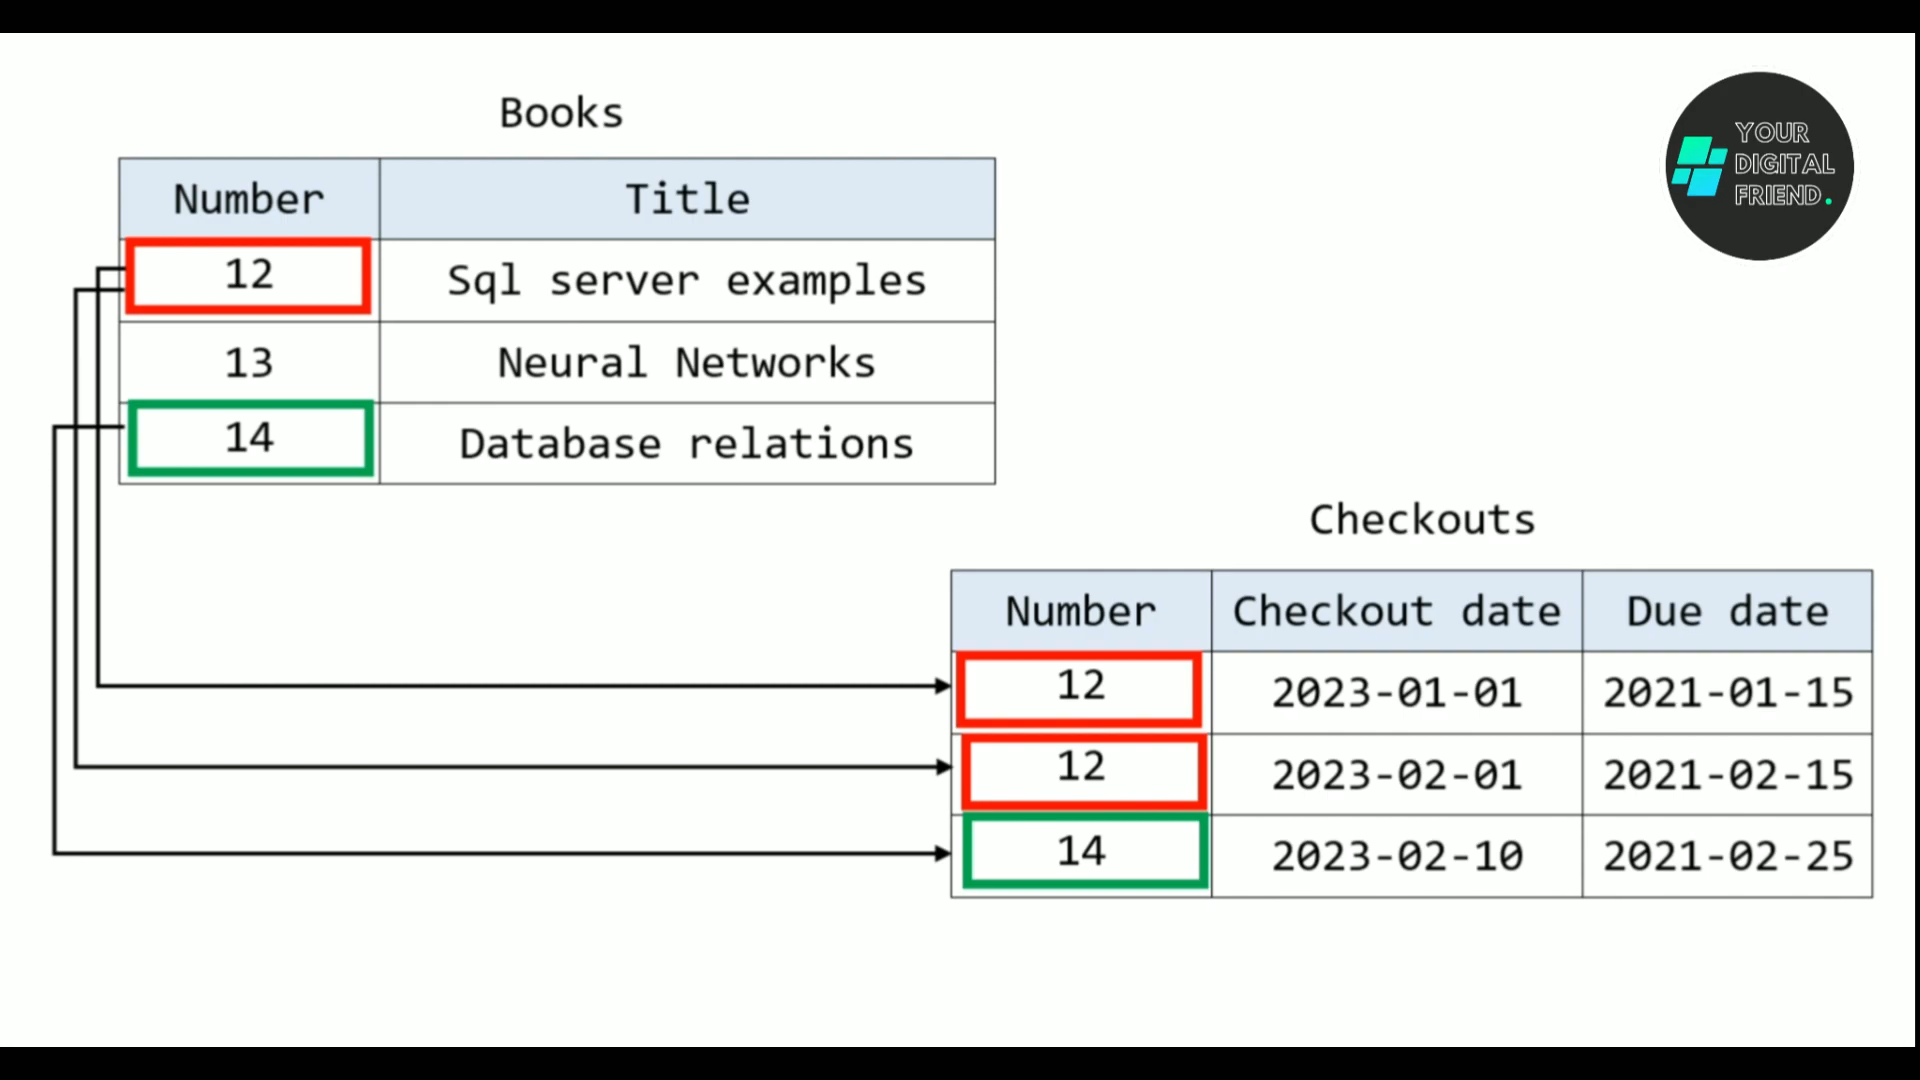 Books
YOUR
DIGITAL
FRIEND.
Number Title
12 Sql server examples
13 Neural Networks
14 Database relations
Checkouts
Number Checkout date Due date
12 2023-01-01 2021-01-15
12 2023-02-01 2021-02-15
14 2023-02-10 2021-02-25